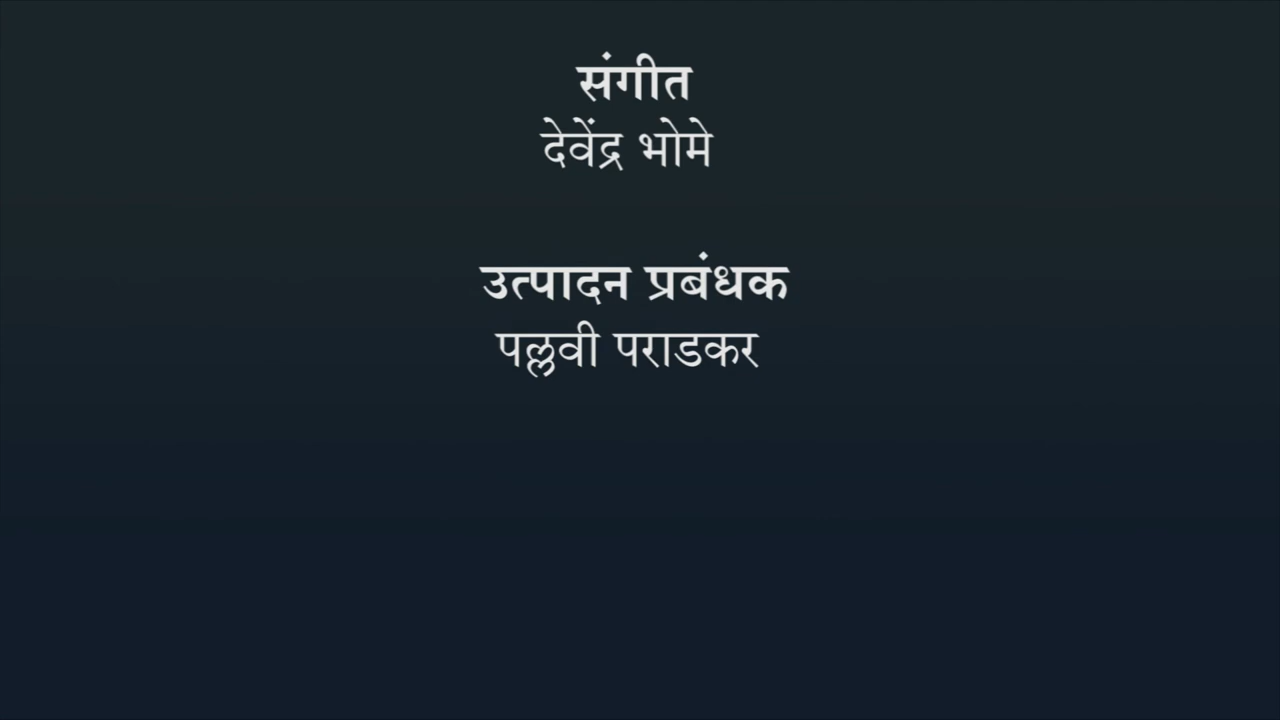 संगीत
देवेंद्र भोमे
उत्पादन प्रबंधक
पल्लवी पराडकर